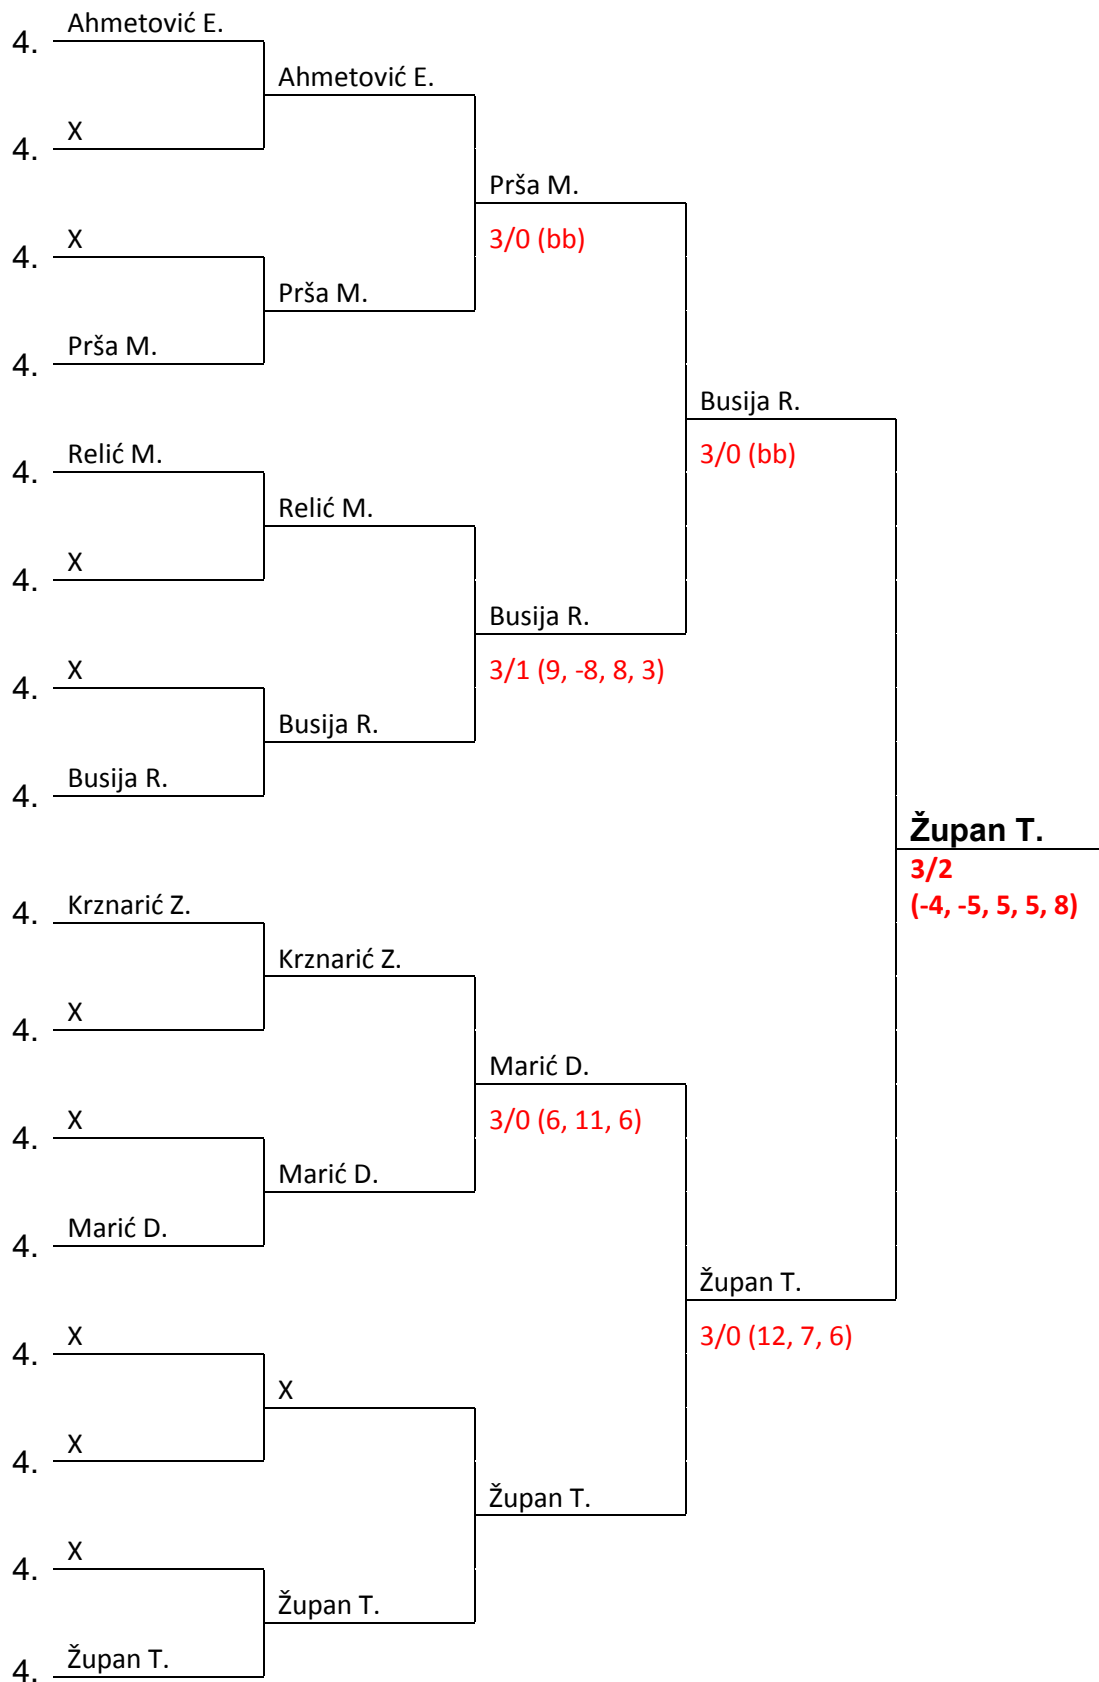 4. Ahmetović E.
Ahmetović E.
4. X
Prša M.
4. X
3/0 (bb)
Prša M.
4. Prša M.
Busija R.
4. Relić M.
3/0 (bb)
Relić M.
4. X
Busija R.
4. X
3/1 (9, -8, 8, 3)
Busija R.
4. Busija R.
Župan T.
3/2
(-4, -5, 5, 5, 8)
4. Krznarić Z.
Krznarić Z.
4. X
Marić D.
4. X
3/0 (6, 11, 6)
Marić D.
4. Marić D.
Župan T.
4. X
3/0 (12, 7, 6)
X
4. X
Župan T.
4. X
Župan T.
4. Župan T.